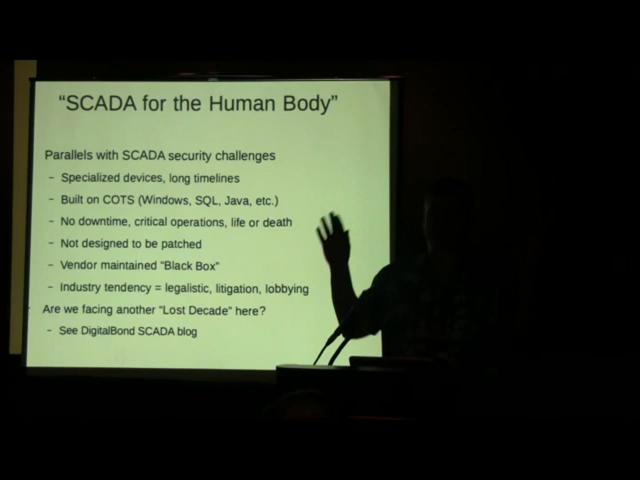 “SCADA for the Human Body”
Parallels with SCADA security challenges
– Specialized devices, long timelines
– Built on COTS (Windows, SQL, Java, etc.)
– No downtime, critical operations, life or death
– Not designed to be patched
– Vendor maintained “Black Box”
– Industry tendency = legalistic, litigation, lobbying
Are we facing another “Lost Decade” here?
– See DigitalBond SCADA blog